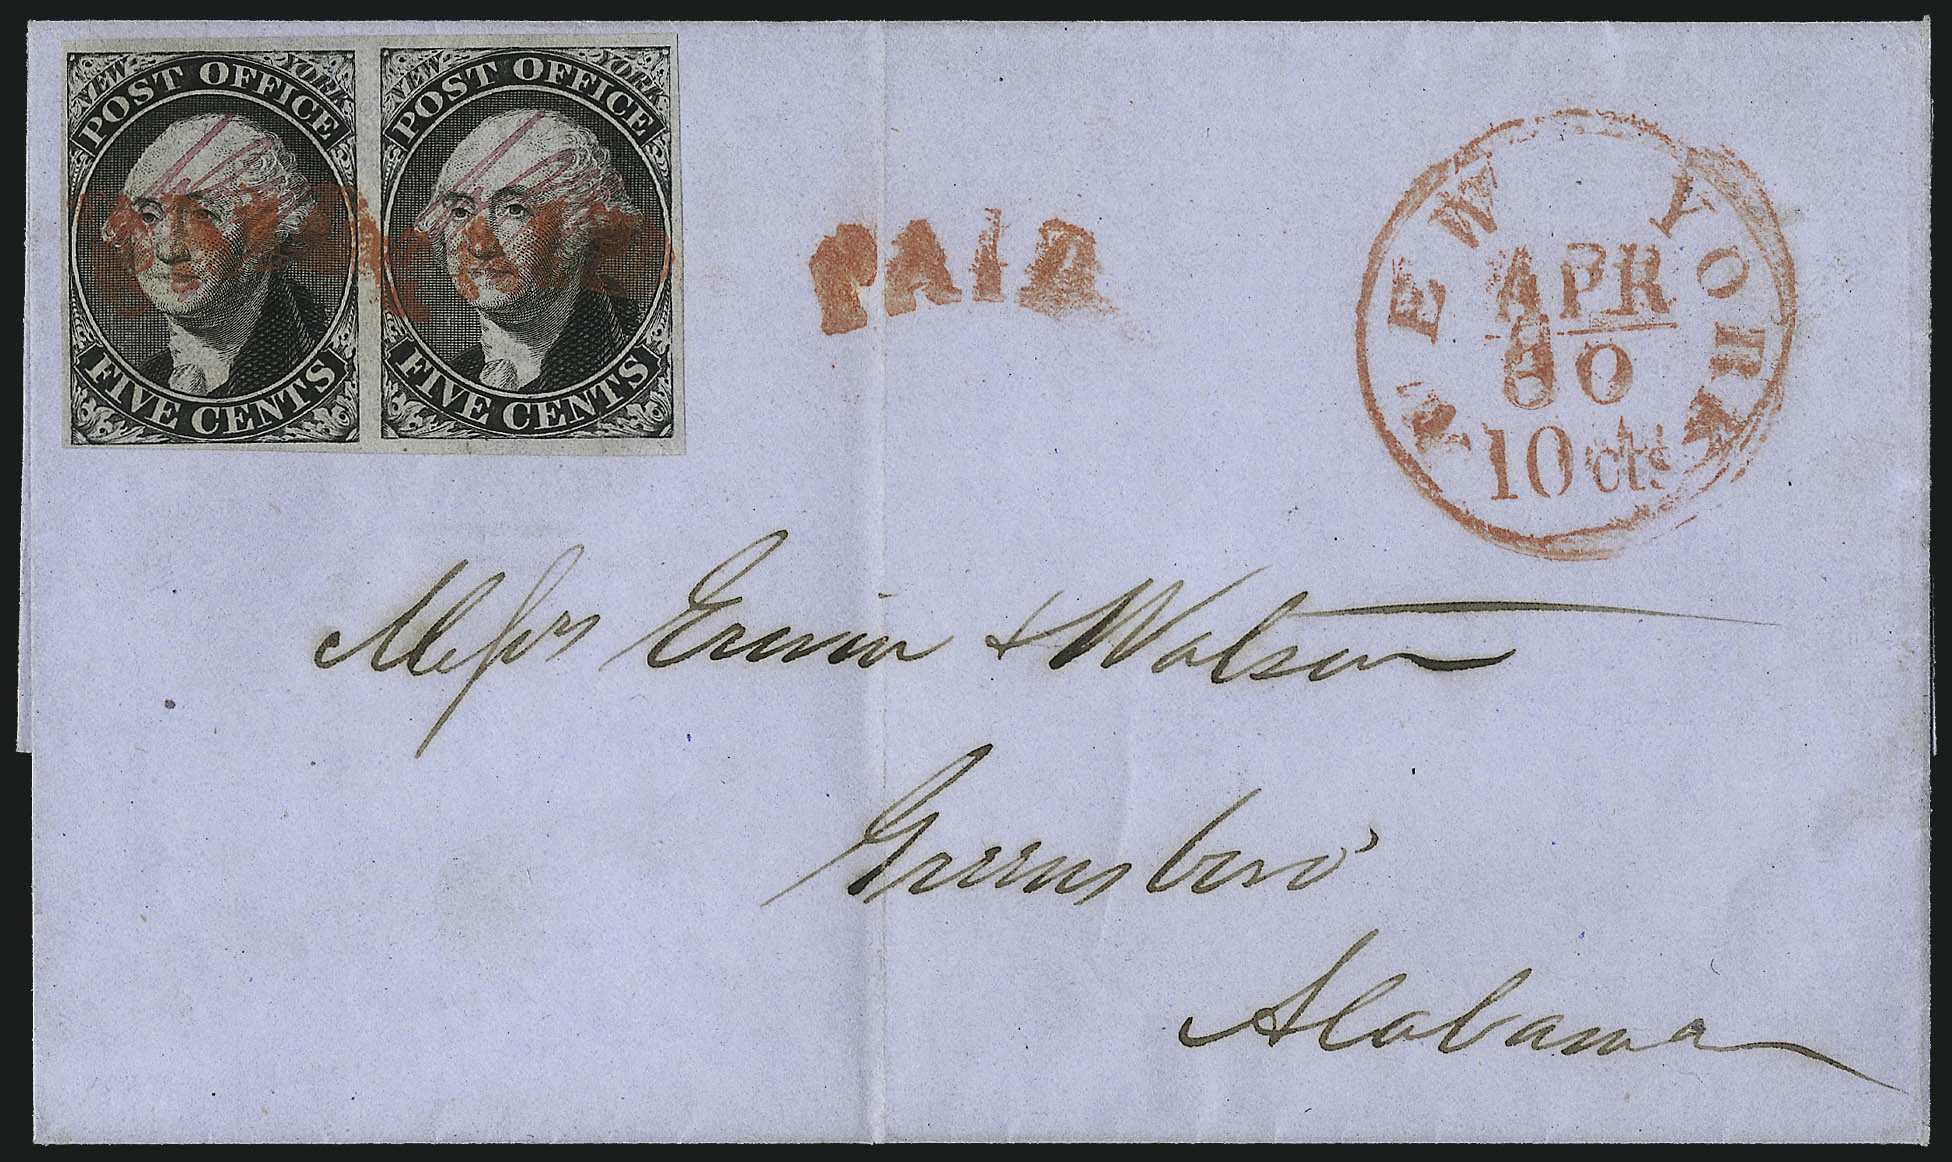 NEW YORK
POST OFFICE
FIVE CENTS
NEW YORK
POST OFFICE
FIVE CENTS
PAID
PAID
NEW YORK
APR
30
10 cts
Messrs Erwin & Watson
Greensboro'
Alabama